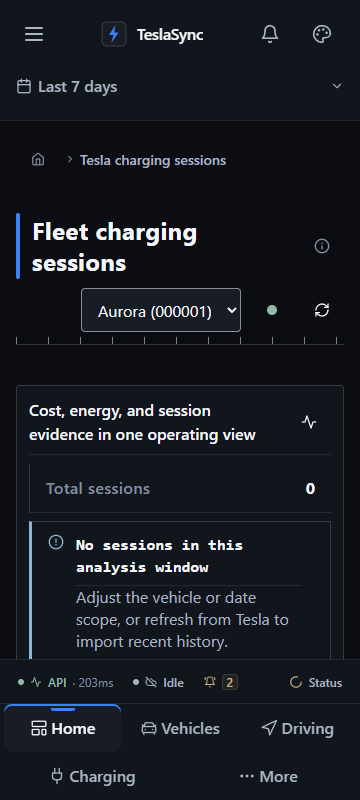 TeslaSync
Last 7 days
Tesla charging sessions
Fleet charging
sessions
Aurora (000001)
Cost, energy, and session
evidence in one operating view
Total sessions 0
No sessions in this
analysis window
Adjust the vehicle or date
scope, or refresh from Tesla to
import recent history.
API · 203ms Idle 2 Status
Home Vehicles Driving
Charging More